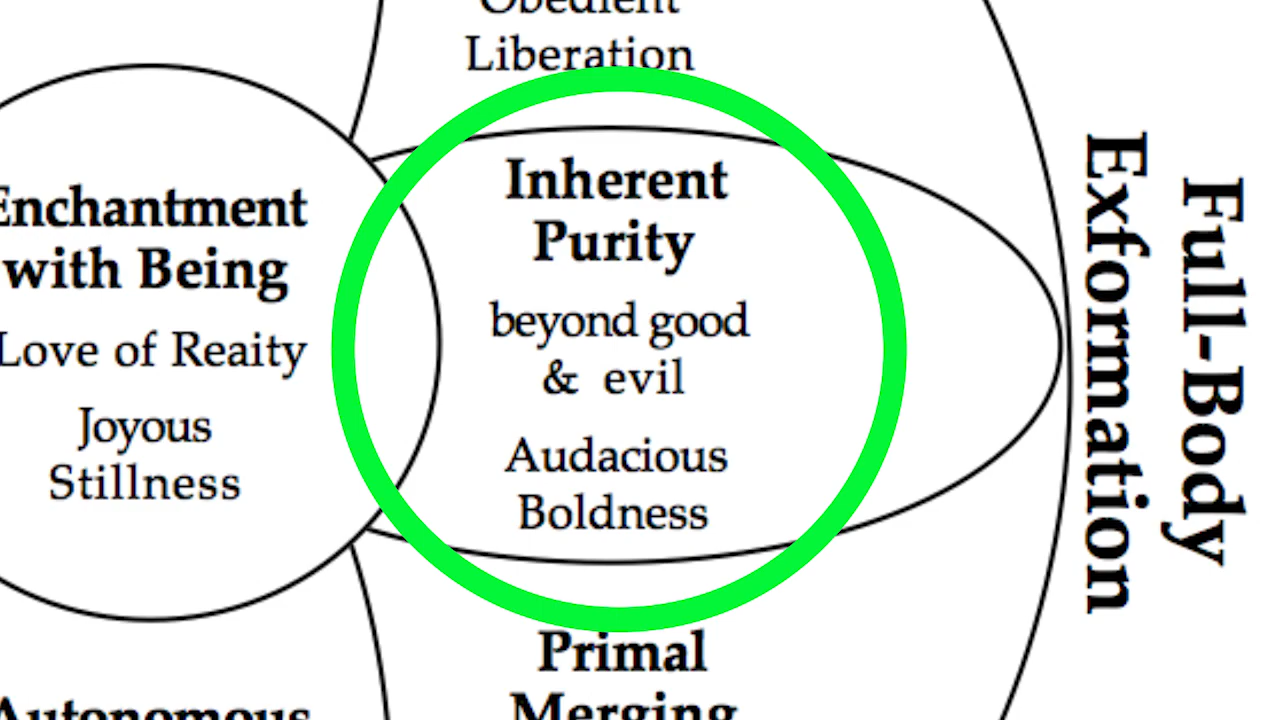 Obedient
Liberation
Enchantment
with Being
Love of Reaity
Joyous
Stillness
Inherent
Purity
beyond good
& evil
Audacious
Boldness
Full-Body
Exformation
Primal
Merging
Autonomous